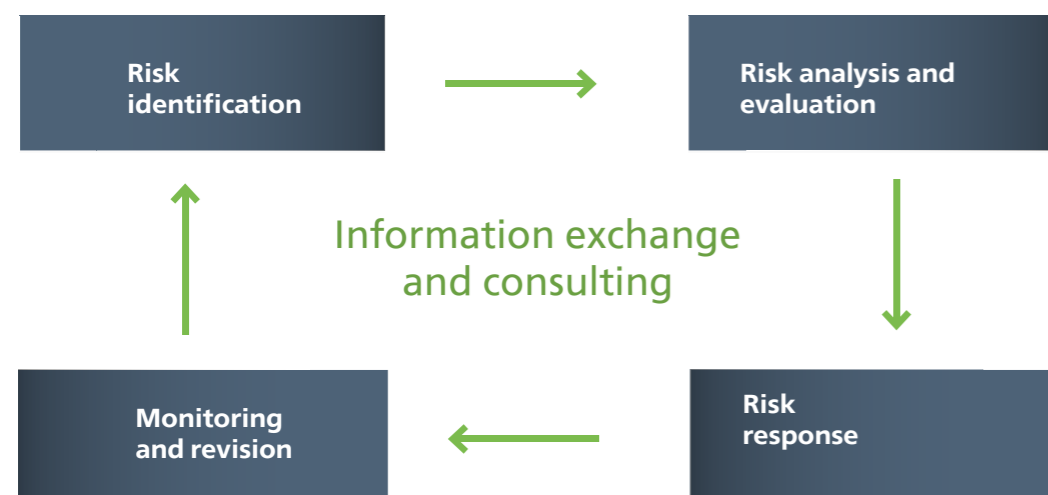 Risk
identification
Risk analysis and
evaluation
Information exchange
and consulting
Monitoring
and revision
Risk
response